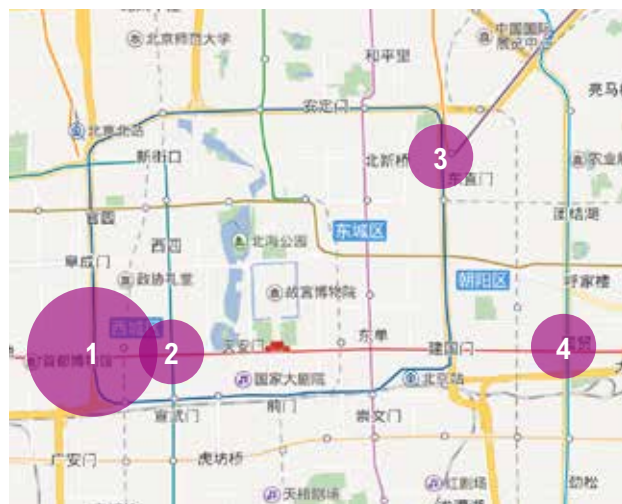 北京师范大学
中国国际
展览中心
和平里
亮马
安定门
北京北站
新街口
北新桥
3
东直门
农业展
官园
团结湖
西四
东城区
北海公园
阜成门
政协礼堂
故宫博物院
朝阳区
呼家楼
西城区
1
2
天安门
东单
建国门
4
国贸
首都博物馆
国家大剧院
北京站
宣武门
前门
崇文门
广安门
虎坊桥
天桥剧场
红剧场
劲松